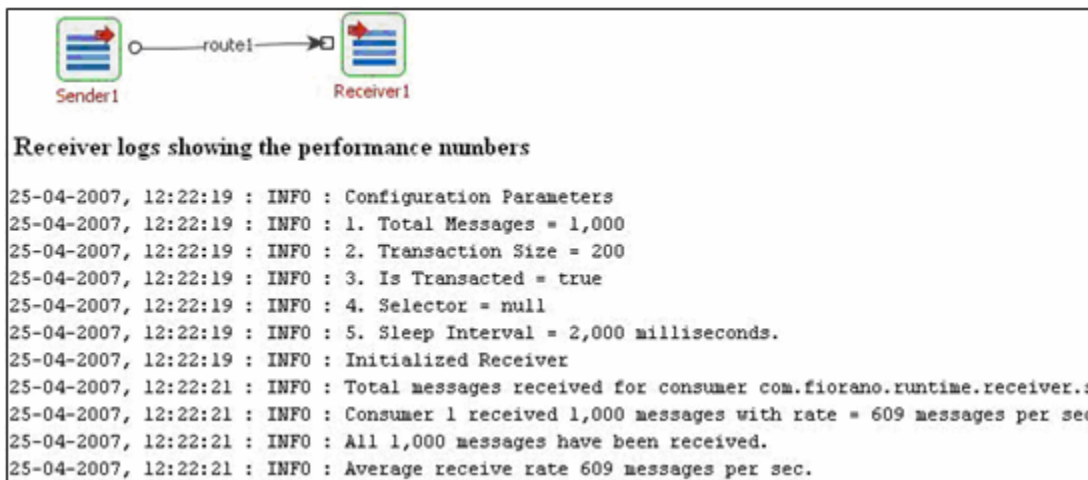 route1
Sender1
Receiver1
Receiver logs showing the performance numbers
25-04-2007, 12:22:19 : INFO : Configuration Parameters
25-04-2007, 12:22:19 : INFO : 1. Total Messages = 1,000
25-04-2007, 12:22:19 : INFO : 2. Transaction Size = 200
25-04-2007, 12:22:19 : INFO : 3. Is Transacted = true
25-04-2007, 12:22:19 : INFO : 4. Selector = null
25-04-2007, 12:22:19 : INFO : 5. Sleep Interval = 2,000 milliseconds.
25-04-2007, 12:22:19 : INFO : Initialized Receiver
25-04-2007, 12:22:21 : INFO : Total messages received for consumer com.fiorano.runtime.receiver.s
25-04-2007, 12:22:21 : INFO : Consumer 1 received 1,000 messages with rate = 609 messages per sec
25-04-2007, 12:22:21 : INFO : All 1,000 messages have been received.
25-04-2007, 12:22:21 : INFO : Average receive rate 609 messages per sec.